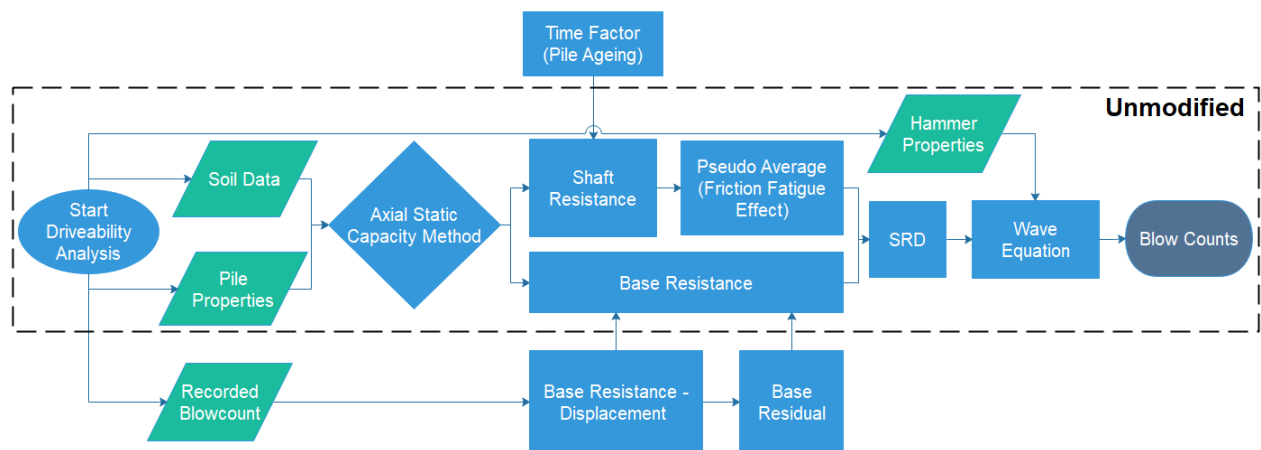 Time Factor
(Pile Ageing)
Unmodified
Hammer
Properties
Soil Data
Shaft
Resistance
Pseudo Average
(Friction Fatigue
Effect)
Start
Driveability
Analysis
Axial Static
Capacity Method
SRD
Wave
Equation
Blow Counts
Pile
Properties
Base Resistance
Recorded
Blowcount
Base Resistance -
Displacement
Base
Residual